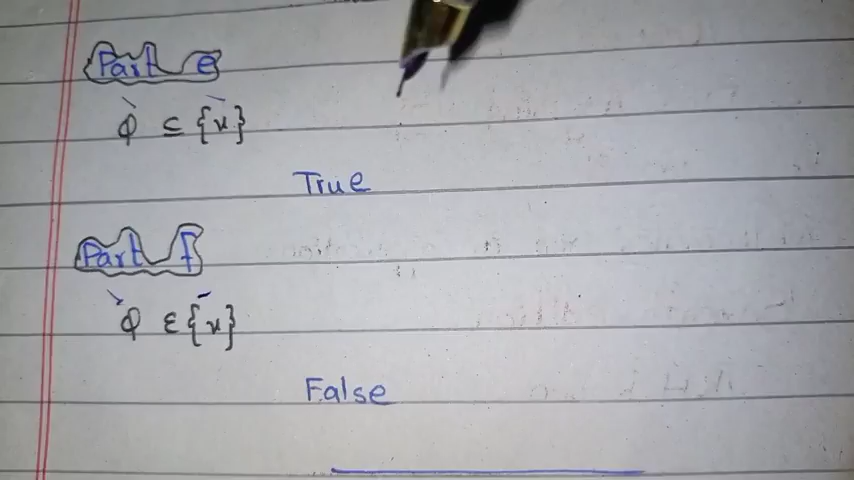 Part e
ϕ ⊆ {x}
True
Part f
ϕ ∈ {x}
False